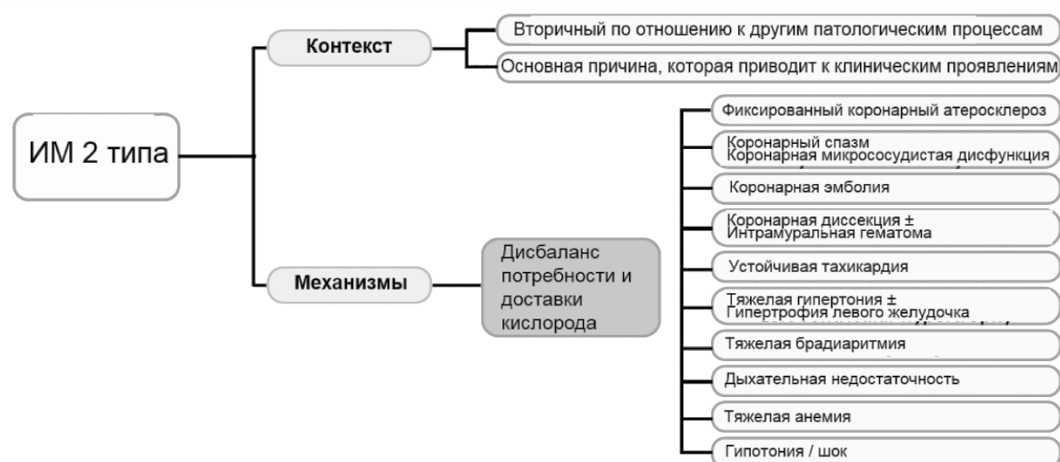 Контекст
Вторичный по отношению к другим патологическим процессам
Основная причина, которая приводит к клиническим проявлениям
ИМ 2 типа
Механизмы
Дисбаланс
потребности и
доставки
кислорода
Фиксированный коронарный атеросклероз
Коронарный спазм
Коронарная микрососудистая дисфункция
Коронарная эмболия
Коронарная диссекция ±
Интрамуральная гематома
Устойчивая тахикардия
Тяжелая гипертония ±
Гипертрофия левого желудочка
Тяжелая брадиаритмия
Дыхательная недостаточность
Тяжелая анемия
Гипотония / шок